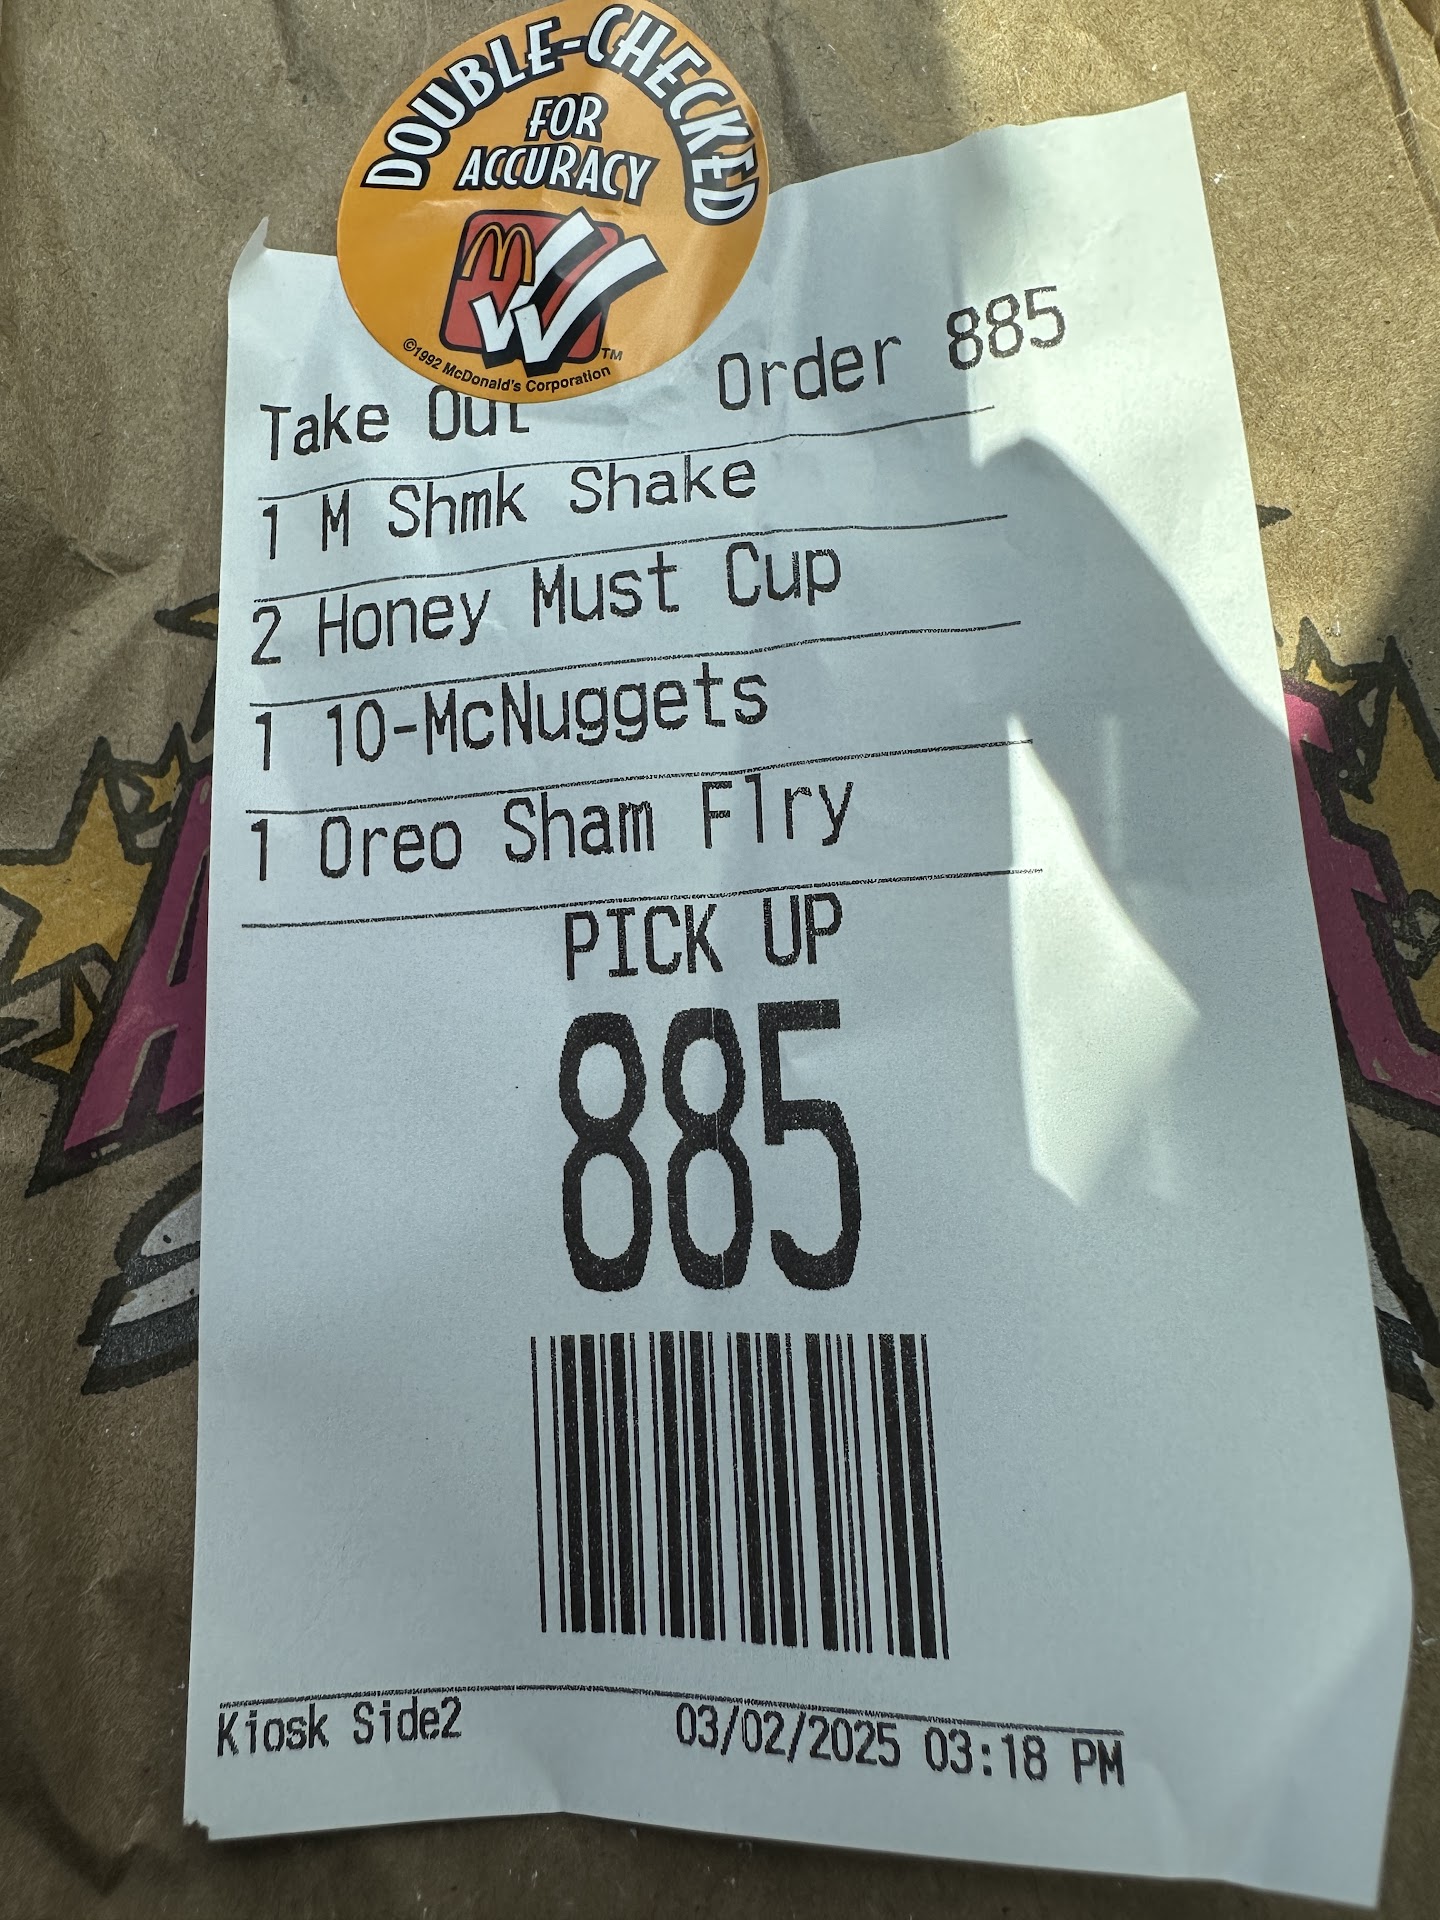 DOUBLE-CHECKED
FOR
ACCURACY
©1992 McDonald's Corporation
TM
Take Out Order 885
1 M Shmk Shake
2 Honey Must Cup
1 10-McNuggets
1 Oreo Sham Flry
PICK UP
885
Kiosk Side2 03/02/2025 03:18 PM